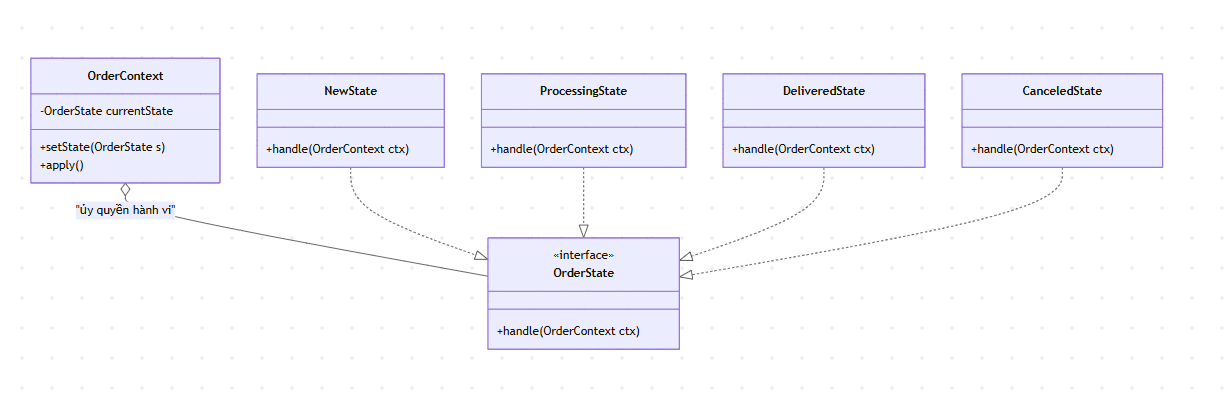 OrderContext
-OrderState currentState
+setState(OrderState s)
+apply()
NewState
+handle(OrderContext ctx)
ProcessingState
+handle(OrderContext ctx)
DeliveredState
+handle(OrderContext ctx)
CanceledState
+handle(OrderContext ctx)
"ủy quyền hành vi"
«interface»
OrderState
+handle(OrderContext ctx)